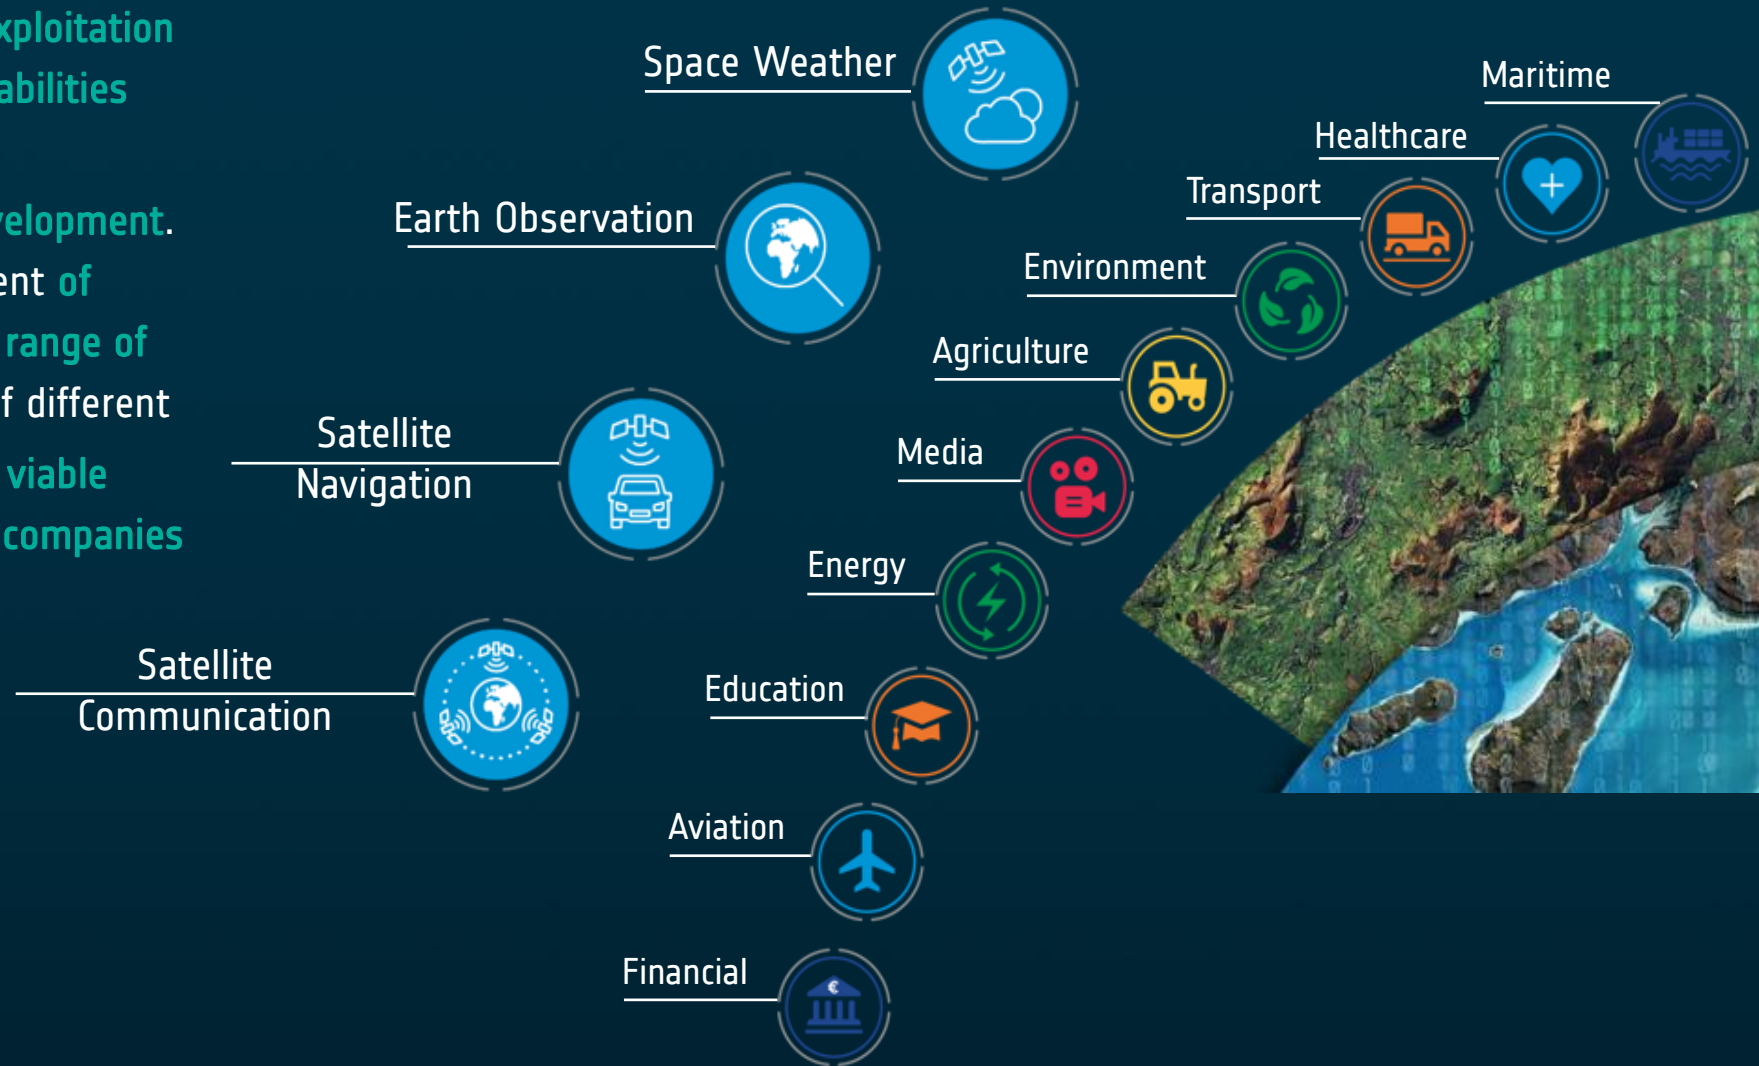 xploitation
abilities
velopment.
ent of
range of
f different
viable
companies
Space Weather
Earth Observation
Satellite
Navigation
Satellite
Communication
Maritime
Healthcare
Transport
Environment
Agriculture
Media
Energy
Education
Aviation
Financial
€